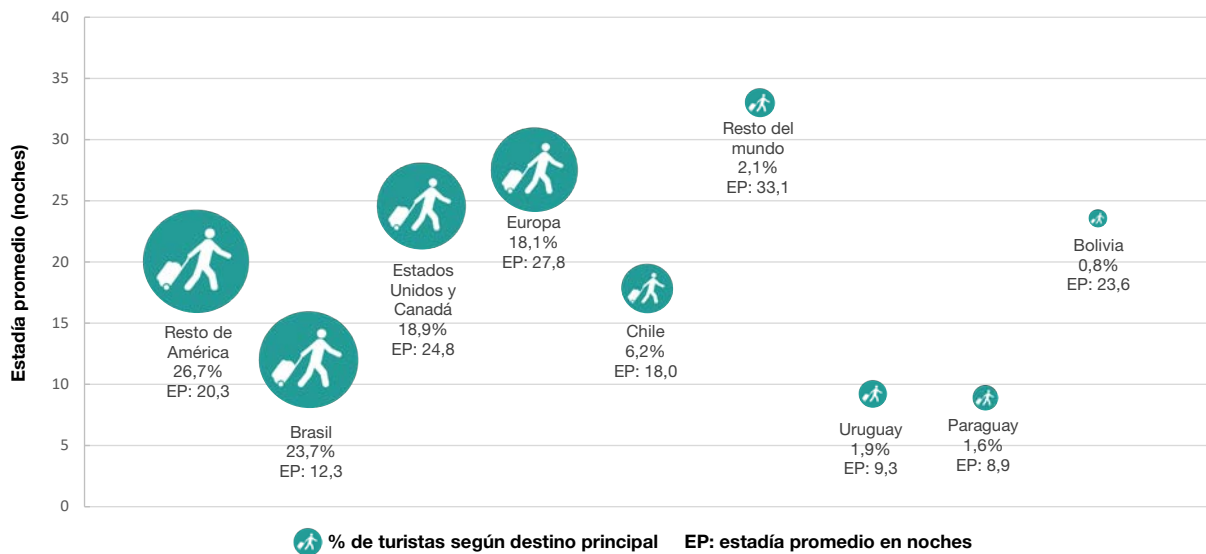 Estadía promedio (noches)
40
35
30
25
20
15
10
5
0
Resto de
América
26,7%
EP: 20,3
Brasil
23,7%
EP: 12,3
Estados
Unidos y
Canadá
18,9%
EP: 24,8
Europa
18,1%
EP: 27,8
Chile
6,2%
EP: 18,0
Resto del
mundo
2,1%
EP: 33,1
Uruguay
1,9%
EP: 9,3
Paraguay
1,6%
EP: 8,9
Bolivia
0,8%
EP: 23,6
% de turistas según destino principal EP: estadía promedio en noches